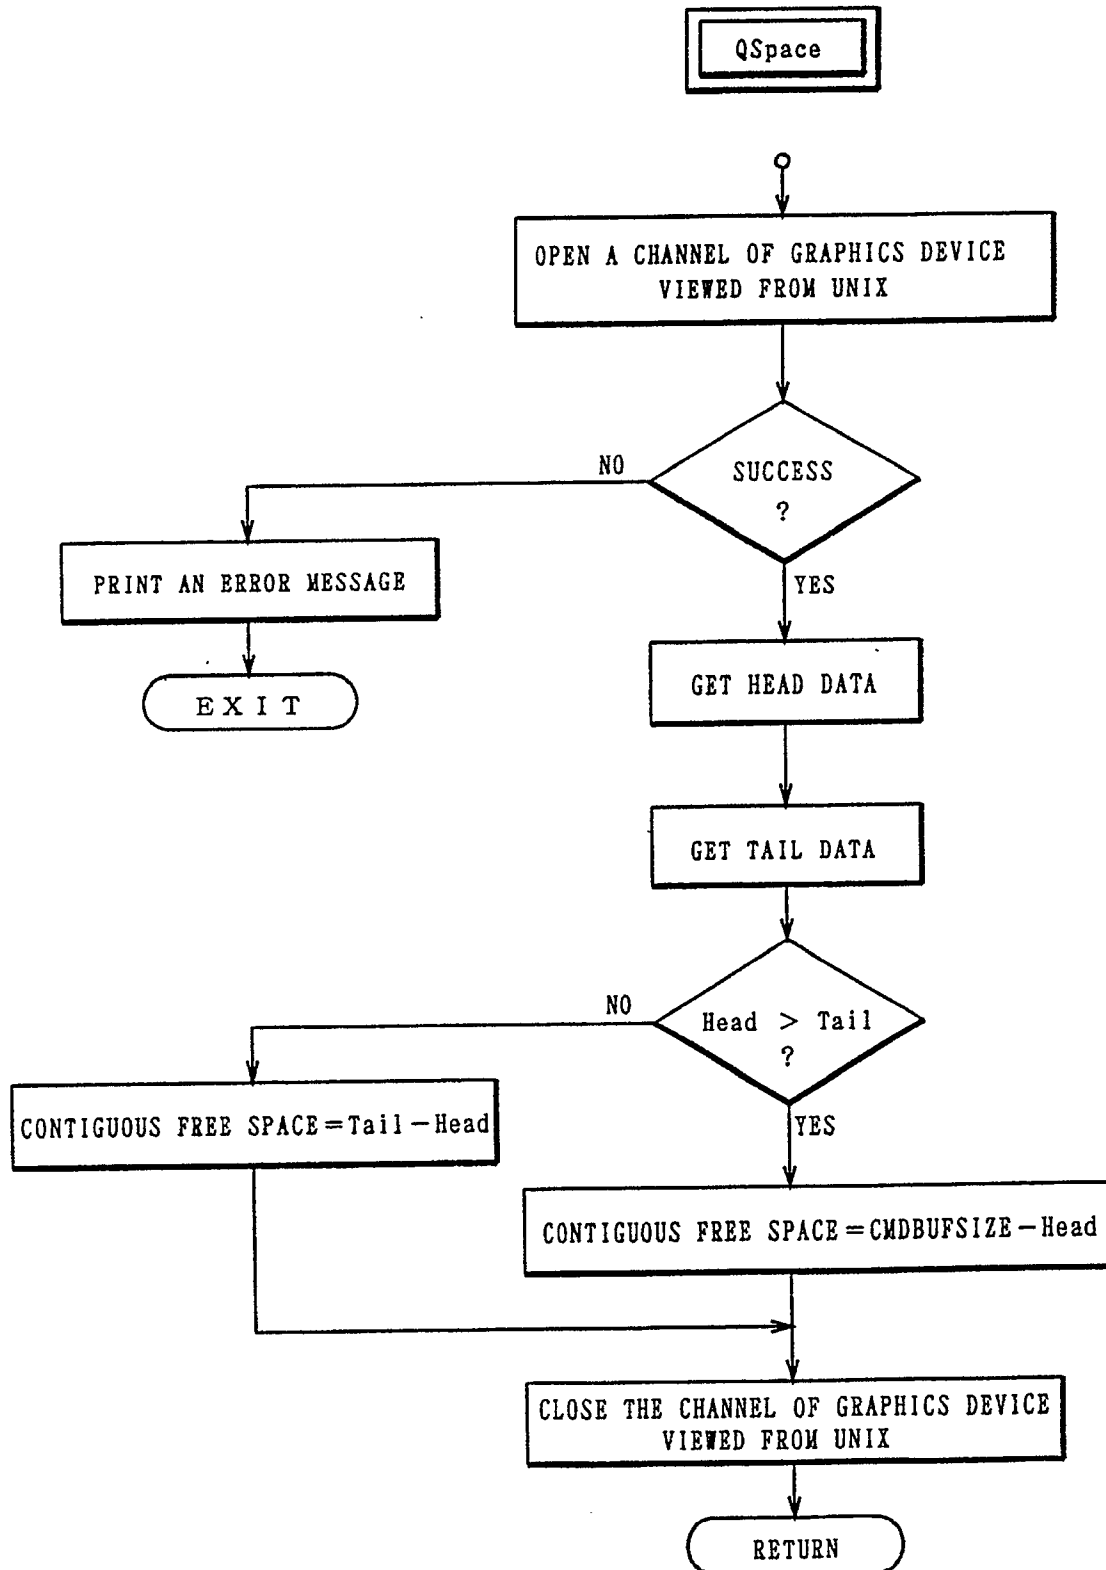 QSpace
OPEN A CHANNEL OF GRAPHICS DEVICE
VIEWED FROM UNIX
SUCCESS
?
NO
YES
PRINT AN ERROR MESSAGE
EXIT
GET HEAD DATA
GET TAIL DATA
Head > Tail
?
NO
YES
CONTIGUOUS FREE SPACE=Tail-Head
CONTIGUOUS FREE SPACE=CMDBUFSIZE-Head
CLOSE THE CHANNEL OF GRAPHICS DEVICE
VIEWED FROM UNIX
RETURN